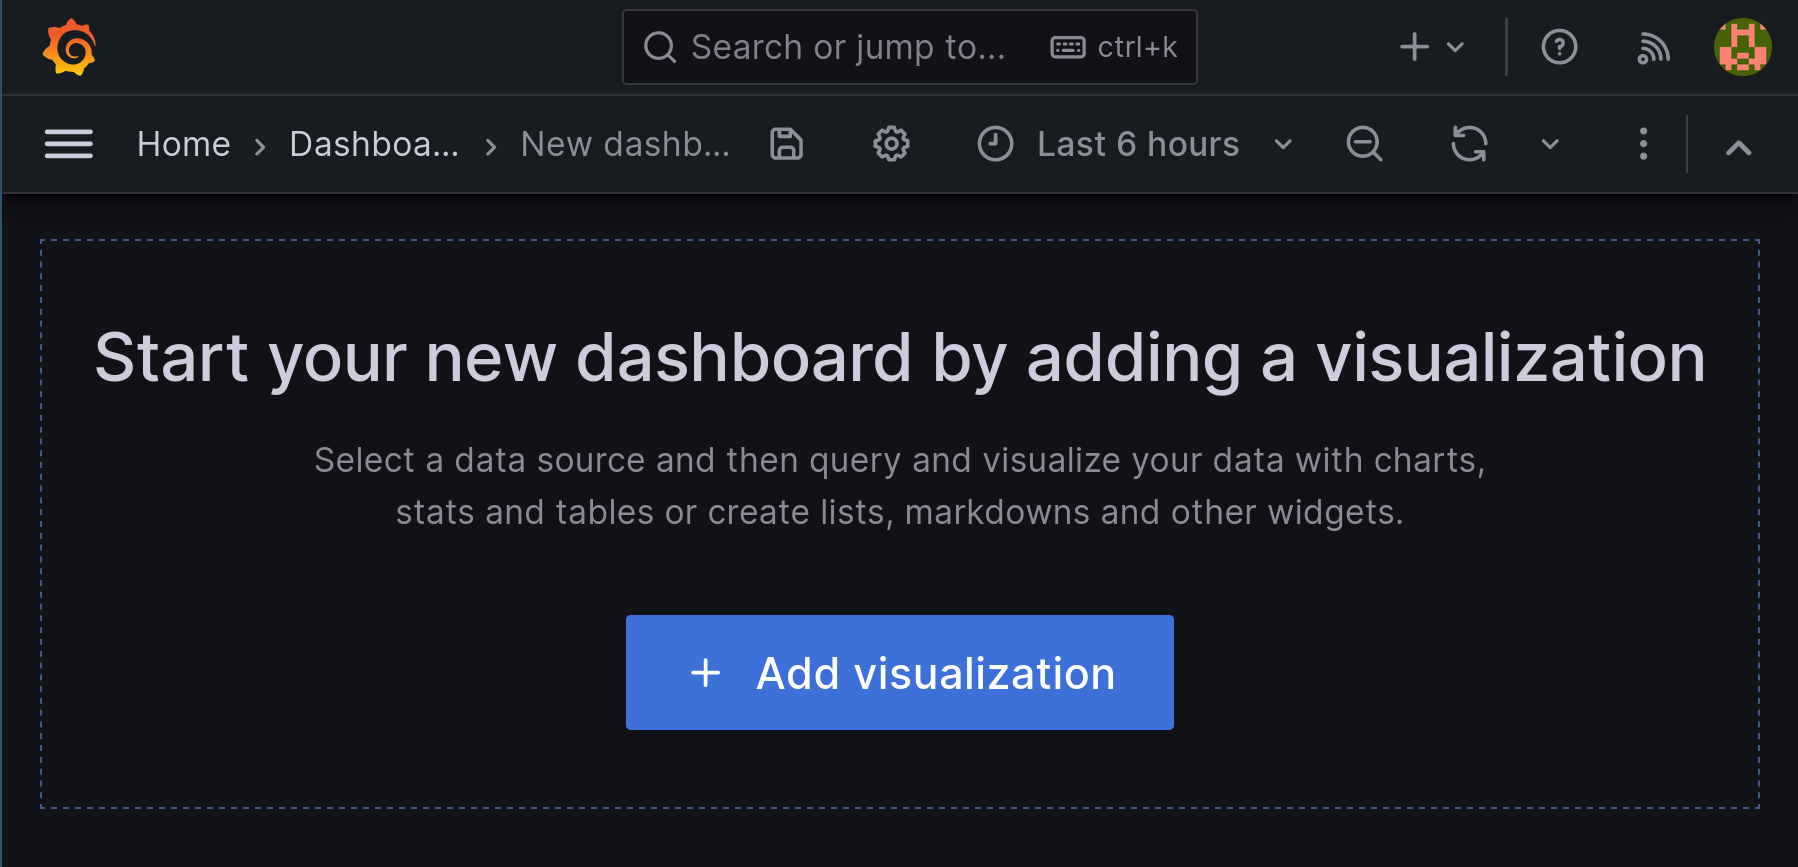 Search or jump to... ctrl+k
Home › Dashboa... › New dashb... Last 6 hours
Start your new dashboard by adding a visualization
Select a data source and then query and visualize your data with charts,
stats and tables or create lists, markdowns and other widgets.
+ Add visualization